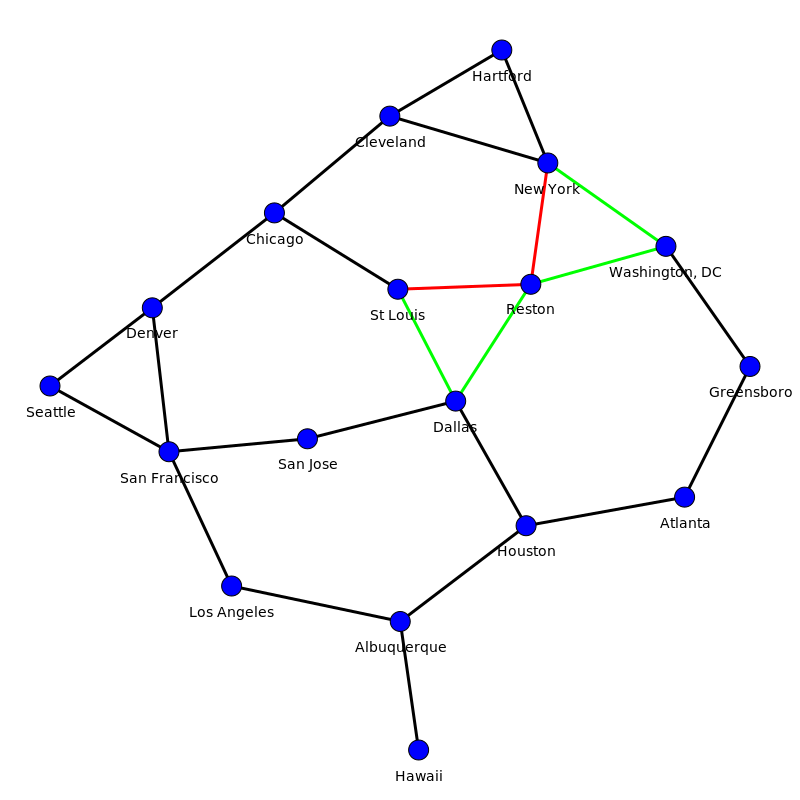 Hartford
Cleveland
New York
Chicago
Washington, DC
St Louis
Reston
Denver
Greensboro
Seattle
Dallas
San Jose
San Francisco
Atlanta
Houston
Los Angeles
Albuquerque
Hawaii